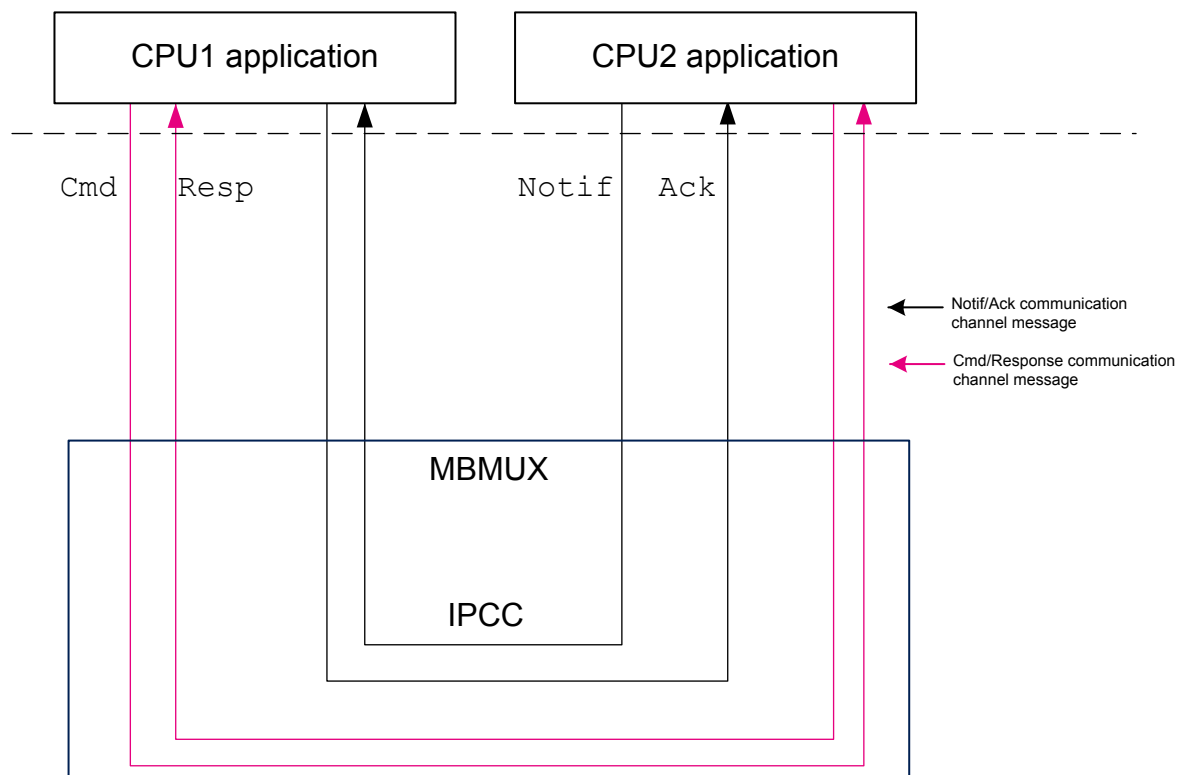 CPU1 application
CPU2 application
Cmd
Resp
Notif
Ack
Notif/Ack communication
channel message
Cmd/Response communication
channel message
MBMUX
IPCC